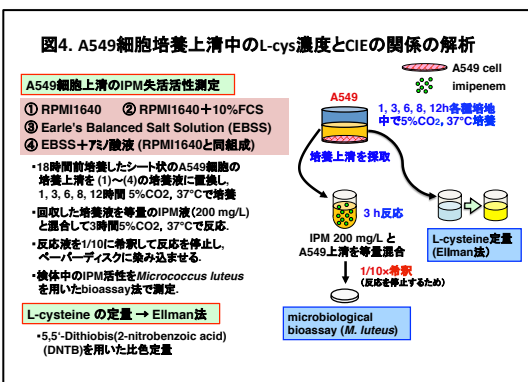 図4. A549細胞培養上清中のL-cys濃度とCIEの関係の解析
A549細胞上清のIPM失活活性測定
① RPMI1640　② RPMI1640＋10%FCS
③ Earle's Balanced Salt Solution (EBSS)
④ EBSS＋アミノ酸液 (RPMI1640と同組成)
・18時間前培養したシート状のA549細胞の
培養上清を (1)〜(4)の培養液に置換し,
1, 3, 6, 8, 12時間 5%CO2, 37°Cで培養
・回収した培養液を等量のIPM液(200 mg/L)
と混合して3時間5%CO2, 37°Cで反応.
・反応液を1/10に希釈して反応を停止し,
ペーパーディスクに染み込ませる.
・検体中のIPM活性をMicrococcus luteus
を用いたbioassay法で測定.
L-cysteine の定量 → Ellman法
・5,5'-Dithiobis(2-nitrobenzoic acid)
(DNTB)を用いた比色定量
A549 cell
imipenem
A549
1, 3, 6, 8, 12h各種培地
中で5%CO2, 37°C培養
培養上清を採取
3 h反応
IPM 200 mg/L と
A549上清を等量混合
1/10×希釈
(反応を停止するため)
microbiological
bioassay (M. luteus)
L-cysteine定量
(Ellman法)